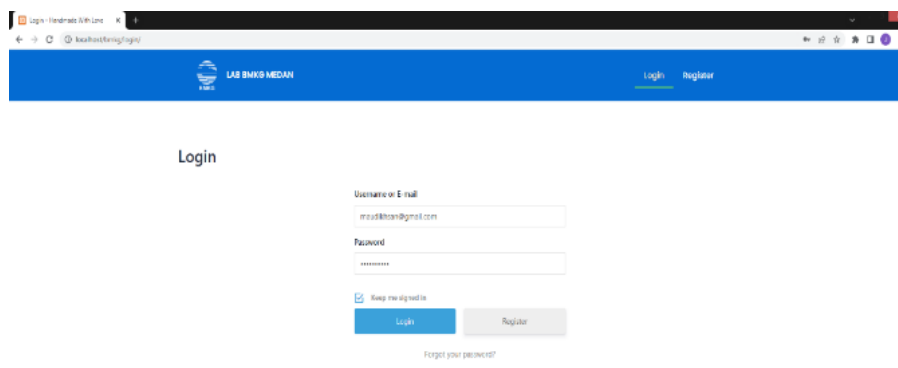 Login - Handmade With Love
localhost/bmkg/login/
BMKG
LAB BMKG MEDAN
Login
Register
Login
Username or E-mail
Password
••••••••••
Keep me signed in
Login
Register
Forgot your password?